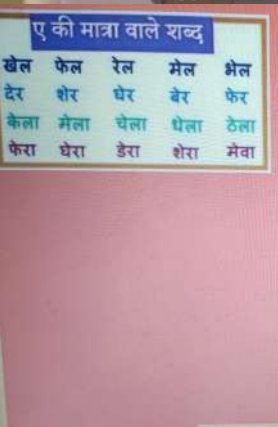 ए की मात्रा वाले शब्द
खेल फेल रेल मेल भेल
देर शेर घेर बेर फेर
केला मेला चेला धेला ठेला
फेरा घेरा डेरा शेरा मेवा